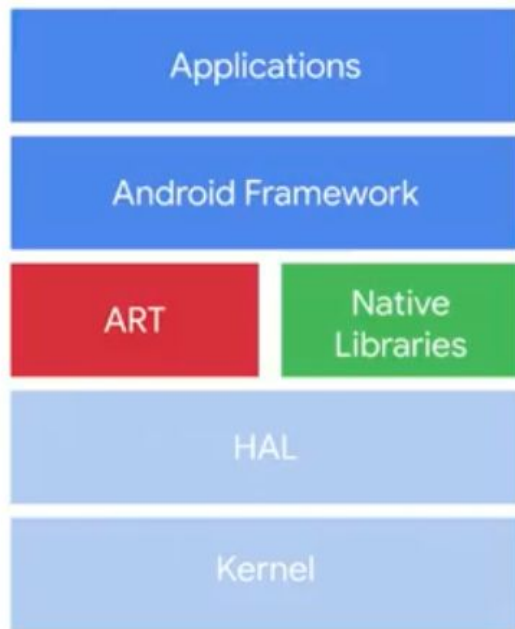 Applications
Android Framework
ART
Native
Libraries
HAL
Kernel